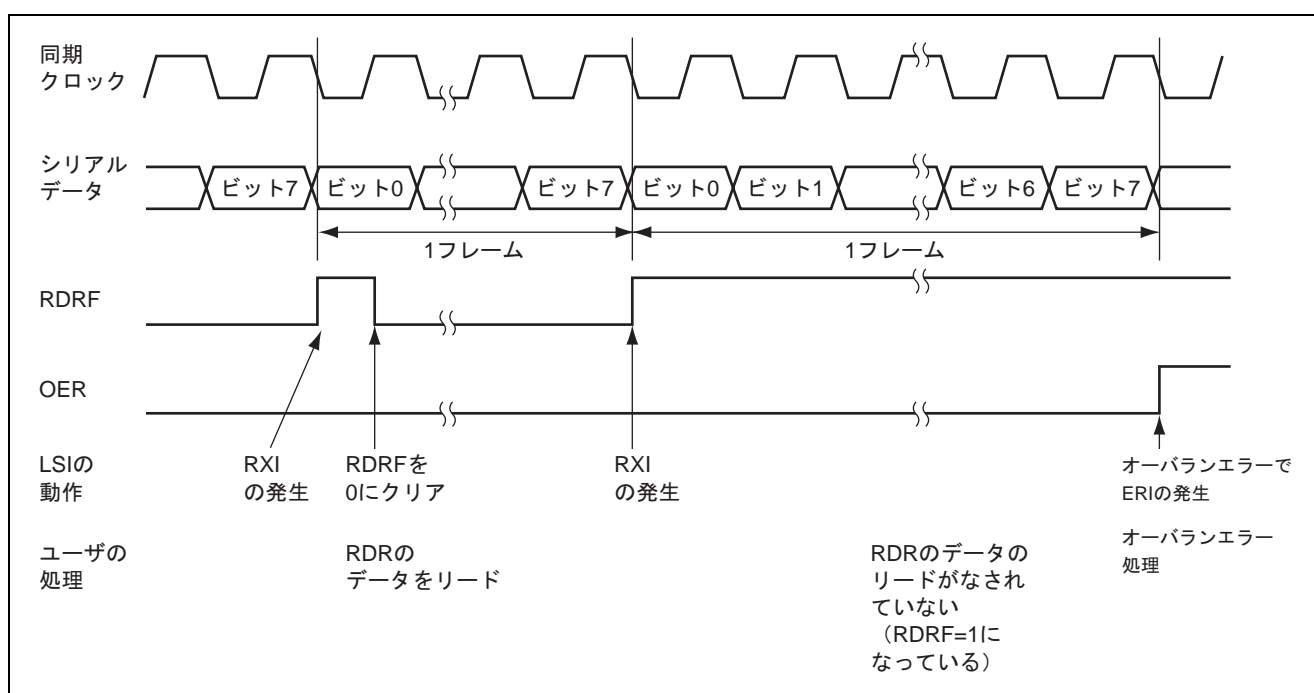 同期
クロック
シリアル
データ
ビット7
ビット0
ビット7
ビット0
ビット1
ビット6
ビット7
1フレーム
1フレーム
RDRF
OER
LSIの
動作
RXI
の発生
RDRFを
0にクリア
RXI
の発生
オーバランエラーで
ERIの発生
ユーザの
処理
RDRの
データをリード
RDRのデータの
リードがなされ
ていない
（RDRF=1に
なっている）
オーバランエラー
処理